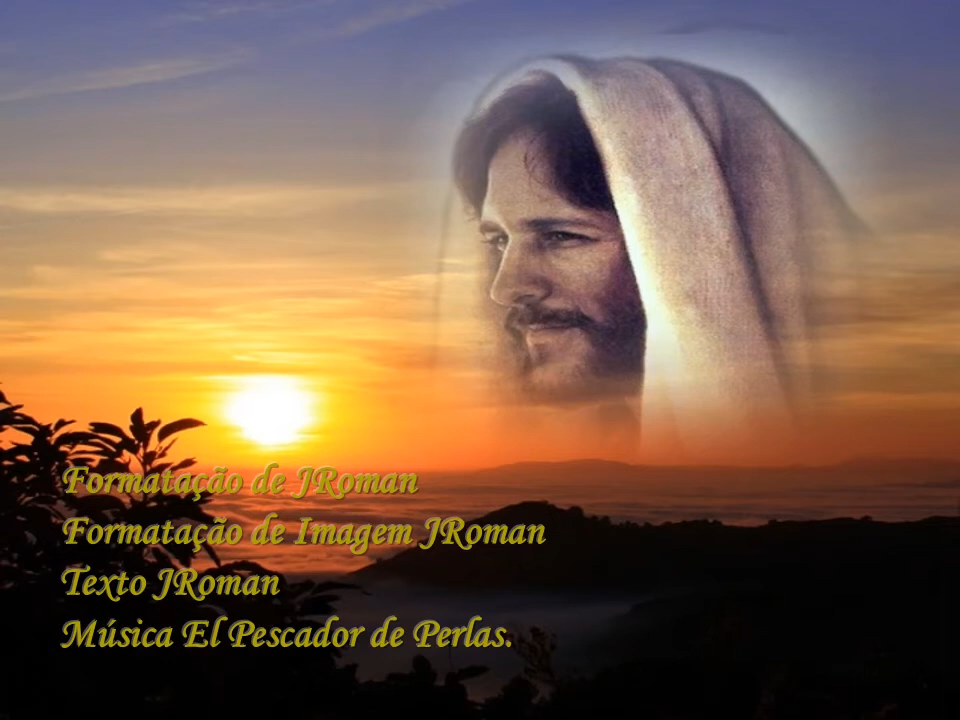 Formatação de JRoman
Formatação de Imagem JRoman
Texto JRoman
Música El Pescador de Perlas.